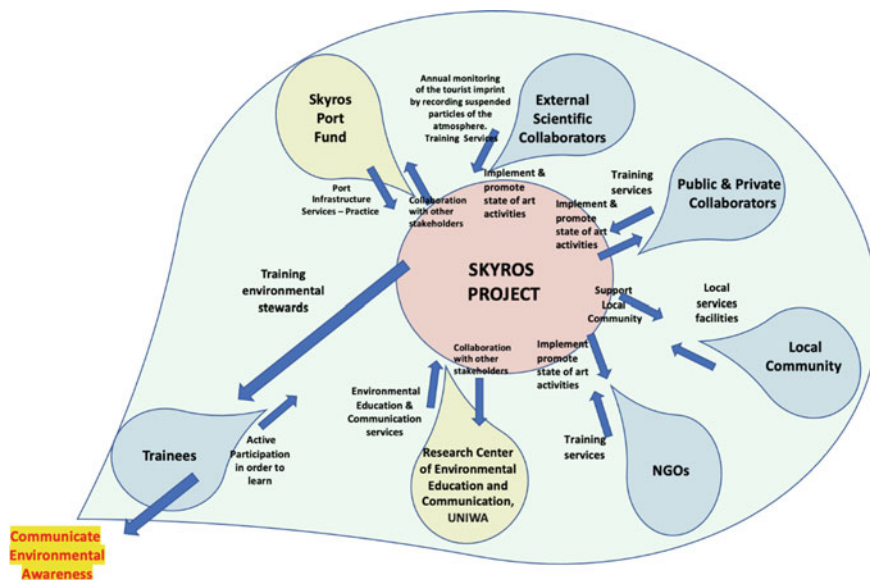 Skyros
Port
Fund
Annual monitoring
of the tourist imprint
by recording suspended
particles of the
atmosphere.
Training Services
External
Scientific
Collaborators
Port
Infrastructure
Services – Practice
Collaboration
with other
stakeholders
Implement &
promote
state of art
activities
Training
services
Implement &
promote
state of art
activities
Public & Private
Collaborators
Training
environmental
stewards
SKYROS
PROJECT
Support
Local
Community
Local
services
facilities
Local
Community
Collaboration
with other
stakeholders
Implement
promote
state of art
activities
Environmental
Education &
Communication
services
Trainees
Active
Participation
in order to
learn
Research Center
of Environmental
Education and
Communication,
UNIWA
Training
services
NGOs
Communicate
Environmental
Awareness